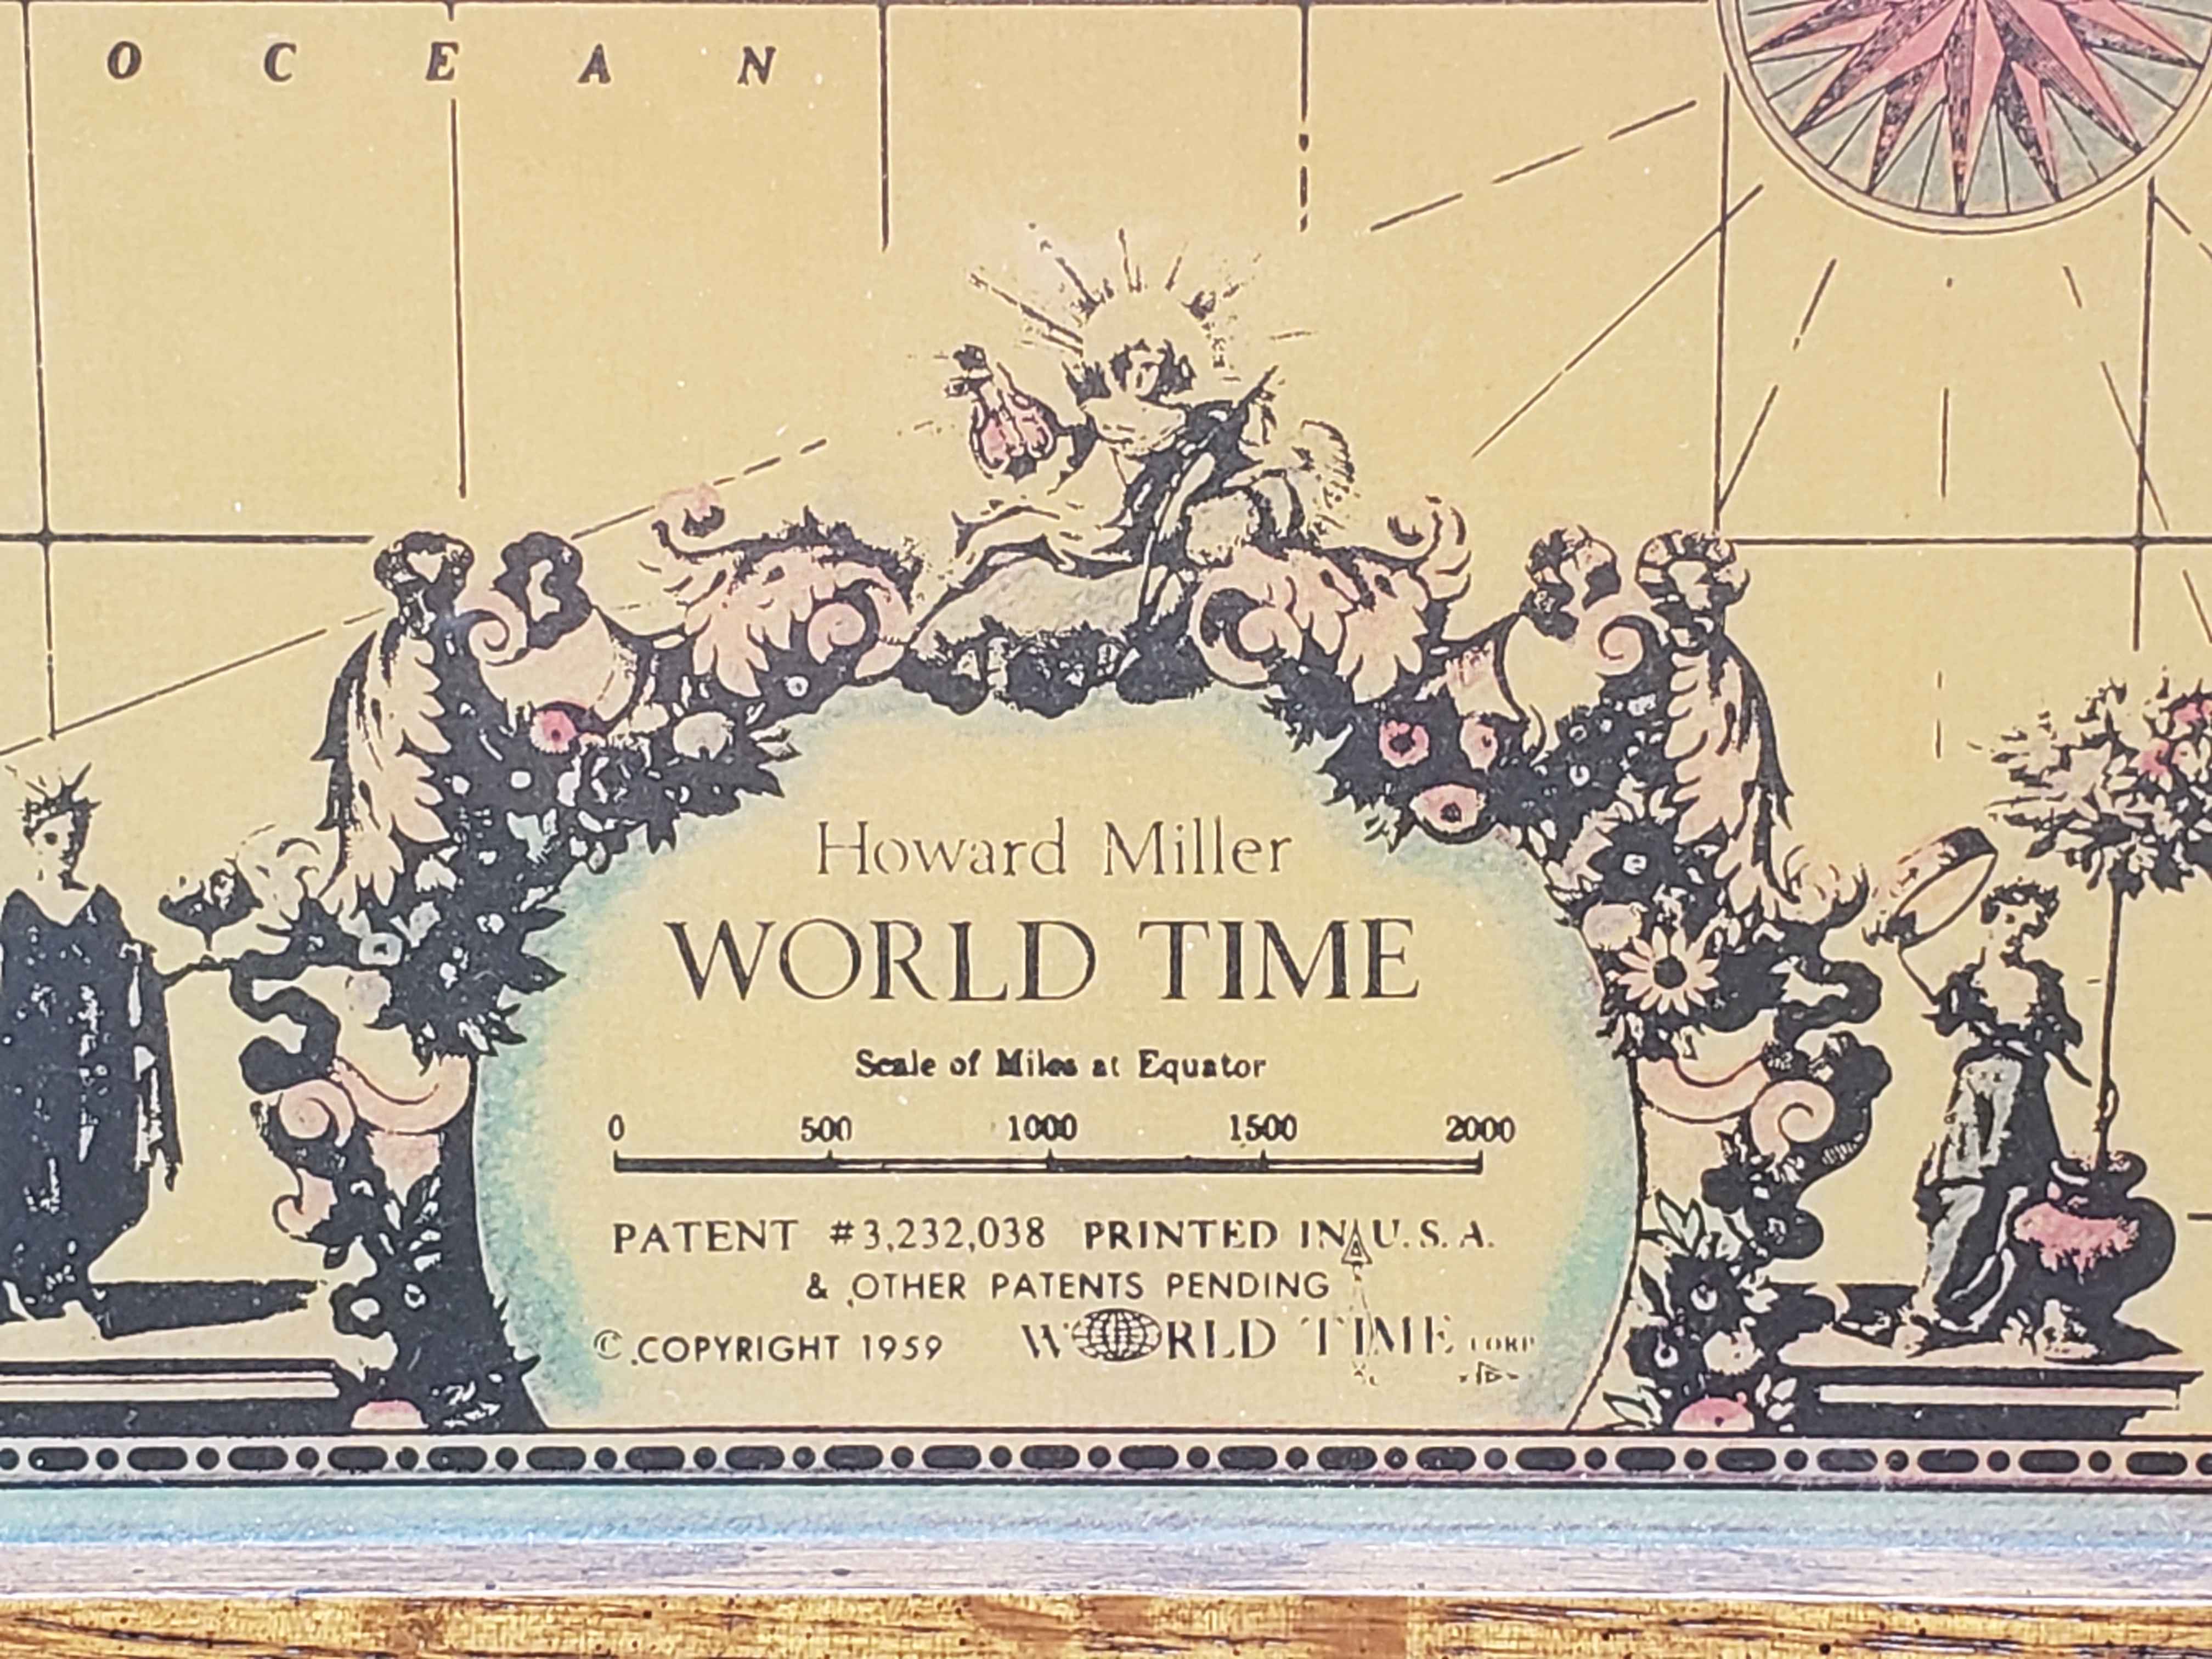 OCEAN
Howard Miller
WORLD TIME
Scale of Miles at Equator
0 500 1000 1500 2000
PATENT #3,232,038 PRINTED IN U.S.A.
& OTHER PATENTS PENDING
© COPYRIGHT 1959 WORLD TIME CORP